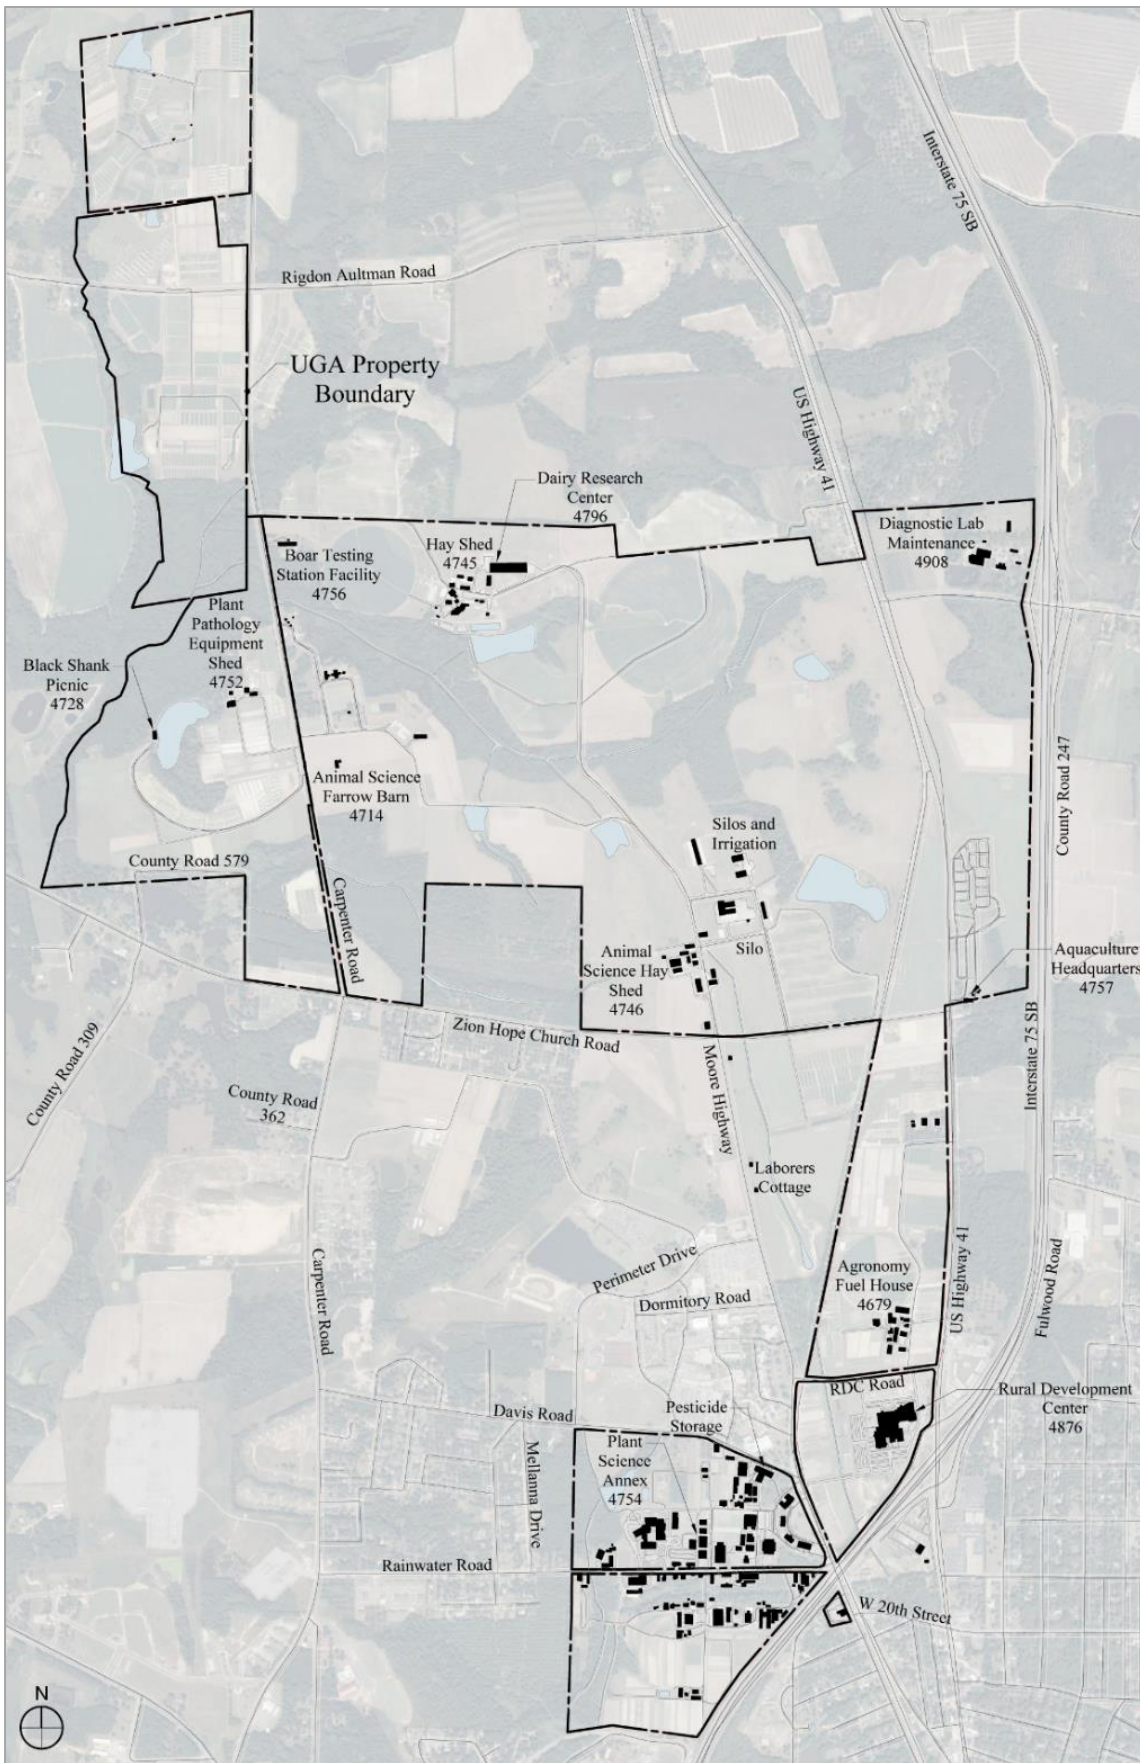 Interstate 75 SB
Rigdon Aultman Road
UGA Property
Boundary
US Highway 41
Dairy Research
Center
4796
Diagnostic Lab
Maintenance
4908
Hay Shed
4745
Boar Testing
Station Facility
4756
Plant
Pathology
Equipment
Shed
4752
Black Shank
Picnic
4728
Animal Science
Farrow Barn
4714
County Road 247
Silos and
Irrigation
County Road 579
Carpenter Road
Silo
Animal
Science Hay
Shed
4746
Aquaculture
Headquarters
4757
Zion Hope Church Road
Interstate 75 SB
County Road 309
County Road
362
Moore Highway
Laborers
Cottage
Perimeter Drive
Agronomy
Fuel House
4679
US Highway 41
Fulwood Road
Carpenter Road
Dormitory Road
RDC Road
Rural Development
Center
4876
Davis Road
Pesticide
Storage
Plant
Science
Annex
4754
Mellanna Drive
Rainwater Road
W 20th Street
N